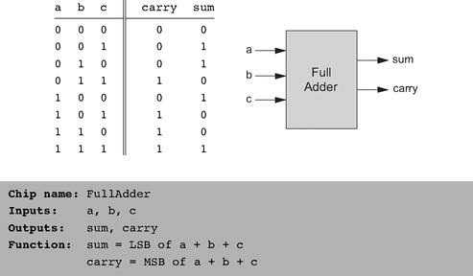 a b c carry sum
0 0 0 0 0
0 0 1 0 1
0 1 0 0 1
0 1 1 1 0
1 0 0 0 1
1 0 1 1 0
1 1 0 1 0
1 1 1 1 1
a
b
c
Full
Adder
sum
carry
Chip name: FullAdder
Inputs: a, b, c
Outputs: sum, carry
Function: sum = LSB of a + b + c
carry = MSB of a + b + c